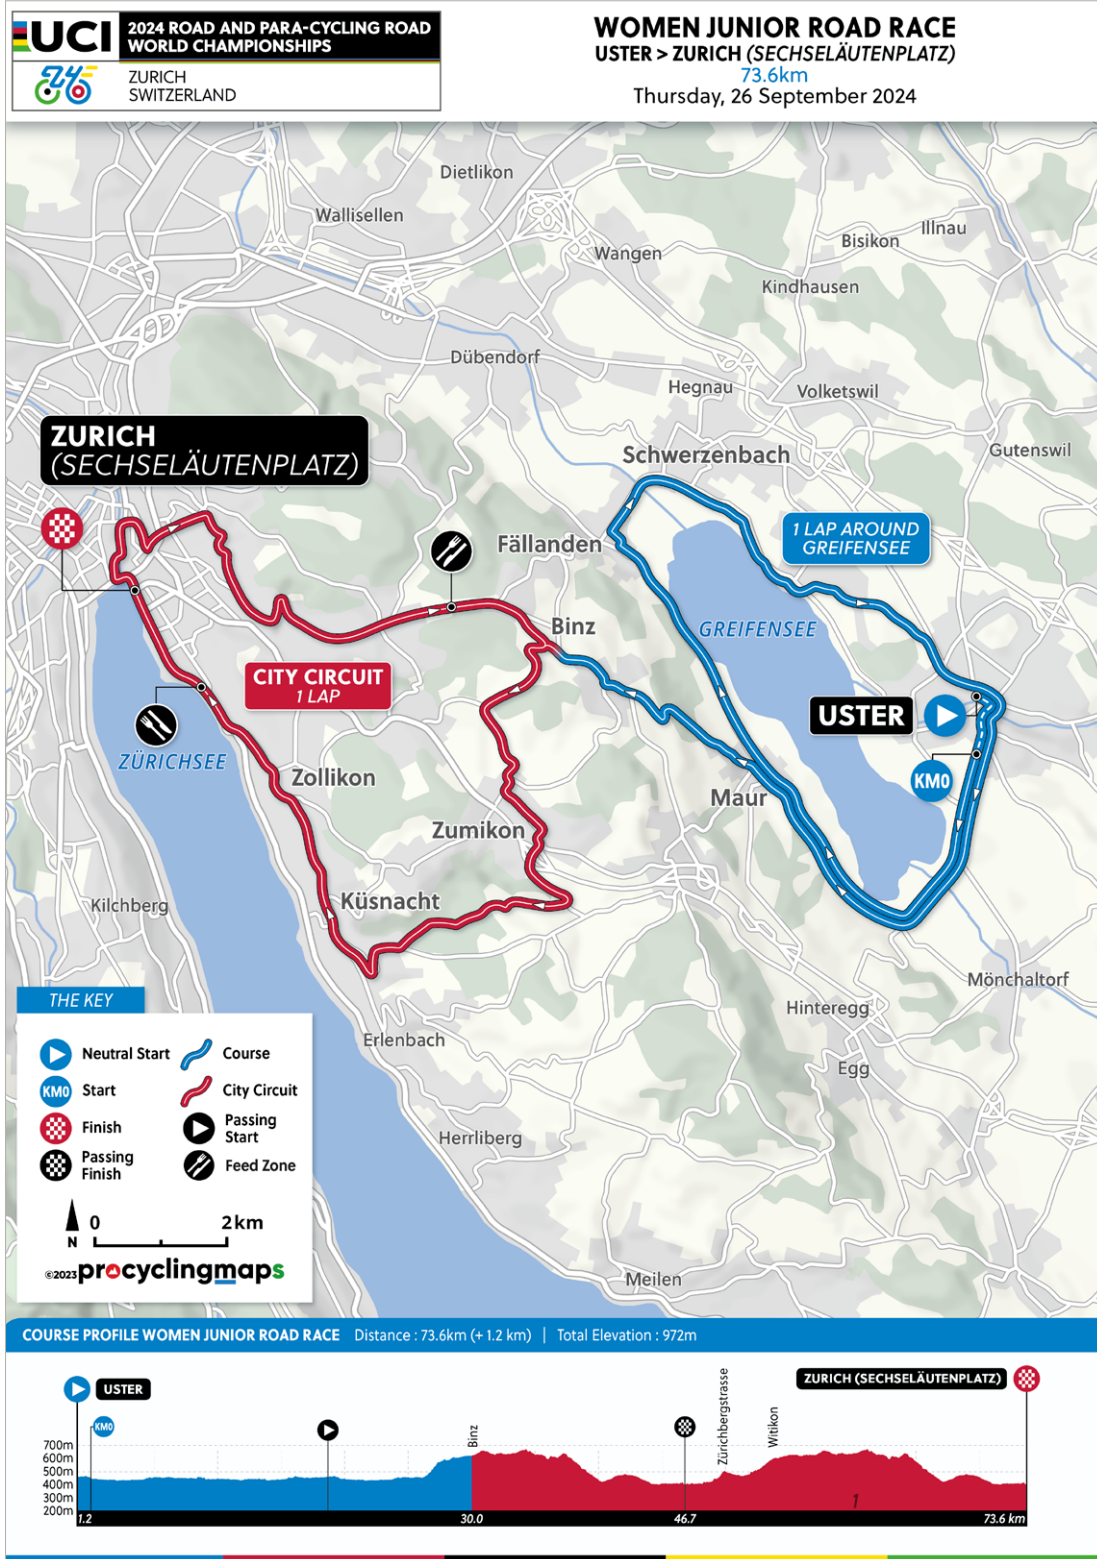 UCI
2024 ROAD AND PARA-CYCLING ROAD
WORLD CHAMPIONSHIPS
ZURICH
SWITZERLAND
WOMEN JUNIOR ROAD RACE
USTER > ZURICH (SECHSELÄUTENPLATZ)
73.6km
Thursday, 26 September 2024
Dietlikon
Wallisellen
Illnau
Bisikon
Wangen
Kindhausen
Dübendorf
Hegnau
Volketswil
ZURICH
(SECHSELÄUTENPLATZ)
Schwerzenbach
Gutenswil
1 LAP AROUND
GREIFENSEE
Fällanden
Binz
GREIFENSEE
CITY CIRCUIT
1 LAP
USTER
ZÜRICHSEE
Zollikon
KM0
Maur
Zumikon
Küsnacht
Kilchberg
Mönchaltorf
Hinteregg
Erlenbach
Egg
Herrliberg
Meilen
THE KEY
Neutral Start
Course
KM0
Start
City Circuit
Finish
Passing
Start
Passing
Finish
Feed Zone
N
0
2km
©2023 procyclingmaps
COURSE PROFILE WOMEN JUNIOR ROAD RACE Distance : 73.6km (+ 1.2 km) | Total Elevation : 972m
USTER
ZURICH (SECHSELÄUTENPLATZ)
KM0
Binz
Zürichbergstrasse
Witikon
700m
600m
500m
400m
300m
200m
1
1.2
30.0
46.7
73.6 km